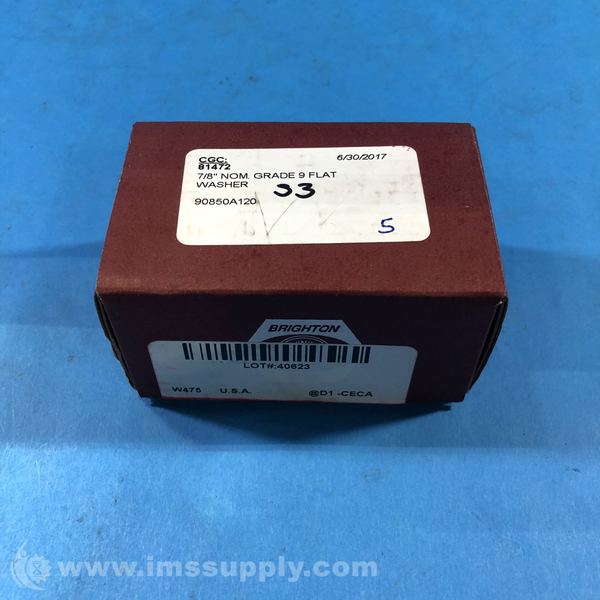 CGC: 6/30/2017
81472
7/8" NOM. GRADE 9 FLAT
WASHER 33
90850A120
5
BRIGHTON
LOT#:40623
W475 U.S.A. @D1 -CECA
www.imssupply.com